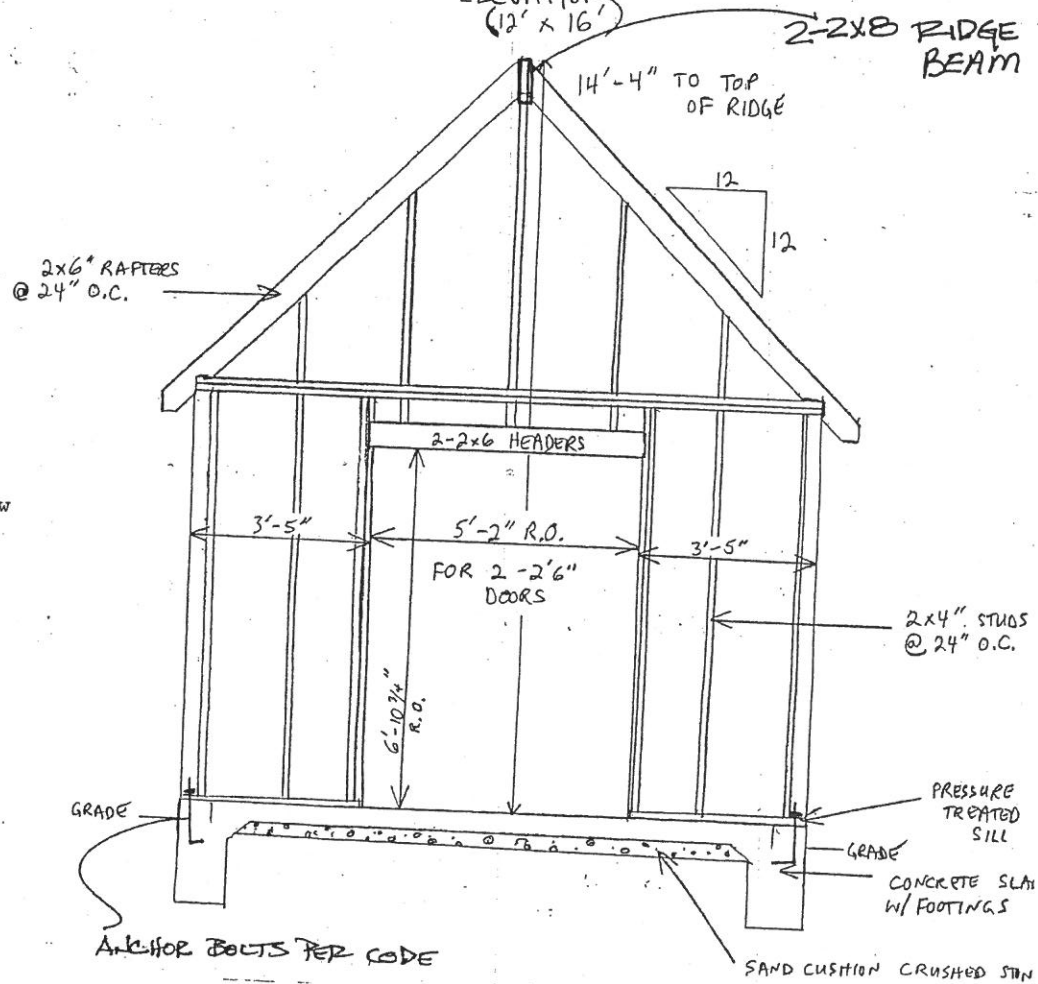 (12' x 16')
2-2X8 RIDGE
BEAM
14'-4" TO TOP
OF RIDGE
12
12
2x6" RAFTERS
@ 24" O.C.
2-2x6 HEADERS
3'-5"
5'-2" R.O.
3'-5"
FOR 2-2'6"
DOORS
2x4" STUDS
@ 24" O.C.
6'-10 3/4"
R.O.
GRADE
PRESSURE
TREATED
SILL
GRADE
CONCRETE SLA
W/ FOOTINGS
ANCHOR BOLTS PER CODE
SAND CUSHION CRUSHED STON